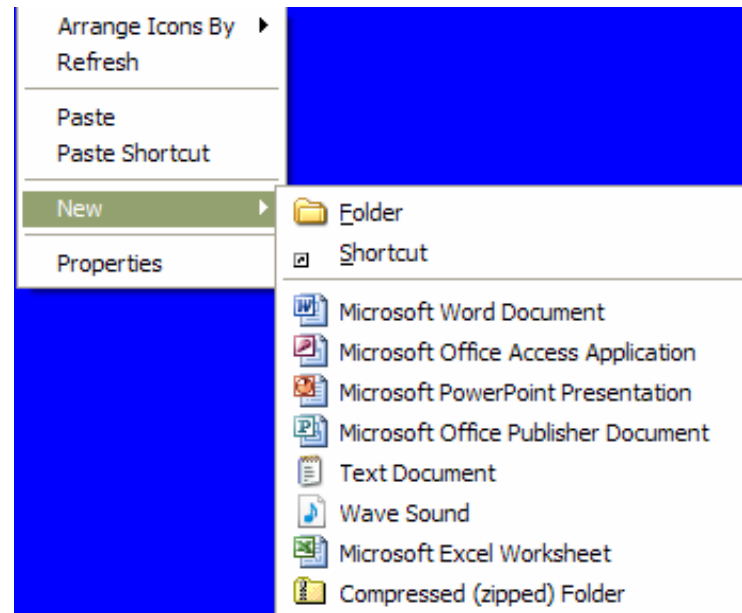 Arrange Icons By
Refresh
Paste
Paste Shortcut
New
Properties
Folder
Shortcut
Microsoft Word Document
Microsoft Office Access Application
Microsoft PowerPoint Presentation
Microsoft Office Publisher Document
Text Document
Wave Sound
Microsoft Excel Worksheet
Compressed (zipped) Folder